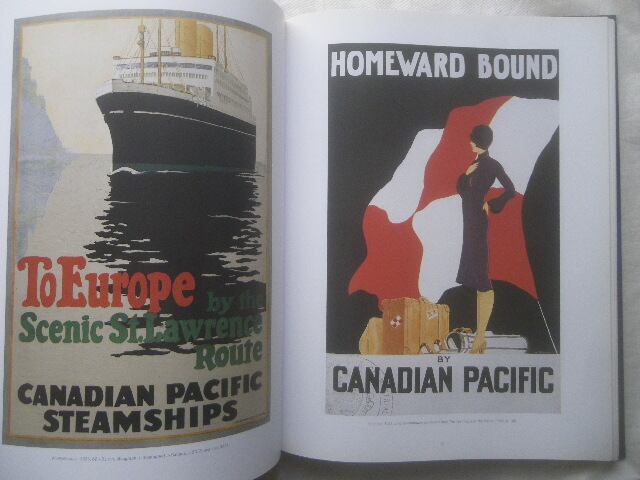 To Europe
by the
Scenic St. Lawrence
Route
CANADIAN PACIFIC
STEAMSHIPS
HOMEWARD BOUND
BY
CANADIAN PACIFIC